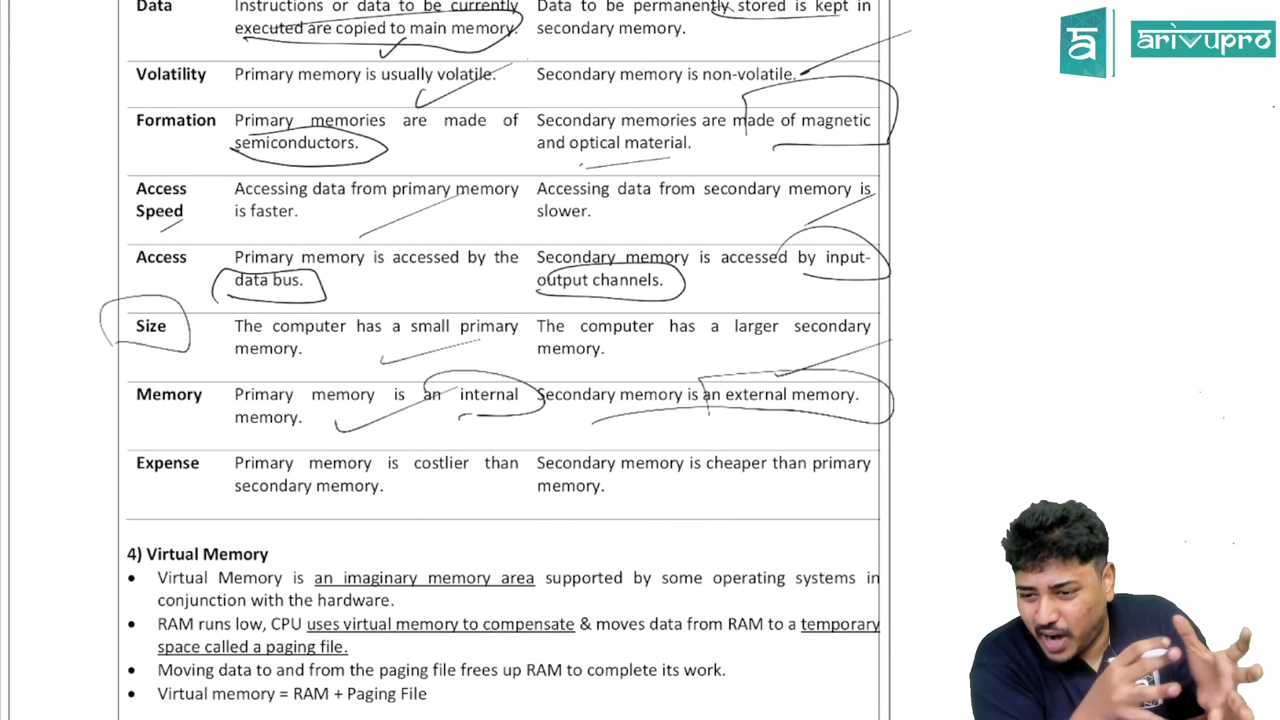 Data Instructions or data to be currently Data to be permanently stored is kept in
executed are copied to main memory. secondary memory.
Volatility Primary memory is usually volatile. Secondary memory is non-volatile.
Formation Primary memories are made of Secondary memories are made of magnetic
semiconductors. and optical material.
Access Accessing data from primary memory Accessing data from secondary memory is
Speed is faster. slower.
Access Primary memory is accessed by the Secondary memory is accessed by input-
data bus. output channels.
Size The computer has a small primary The computer has a larger secondary
memory. memory.
Memory Primary memory is an internal Secondary memory is an external memory.
memory.
Expense Primary memory is costlier than Secondary memory is cheaper than primary
secondary memory. memory.
4) Virtual Memory
• Virtual Memory is an imaginary memory area supported by some operating systems in
conjunction with the hardware.
• RAM runs low, CPU uses virtual memory to compensate & moves data from RAM to a temporary
space called a paging file.
• Moving data to and from the paging file frees up RAM to complete its work.
• Virtual memory = RAM + Paging File
arivupro